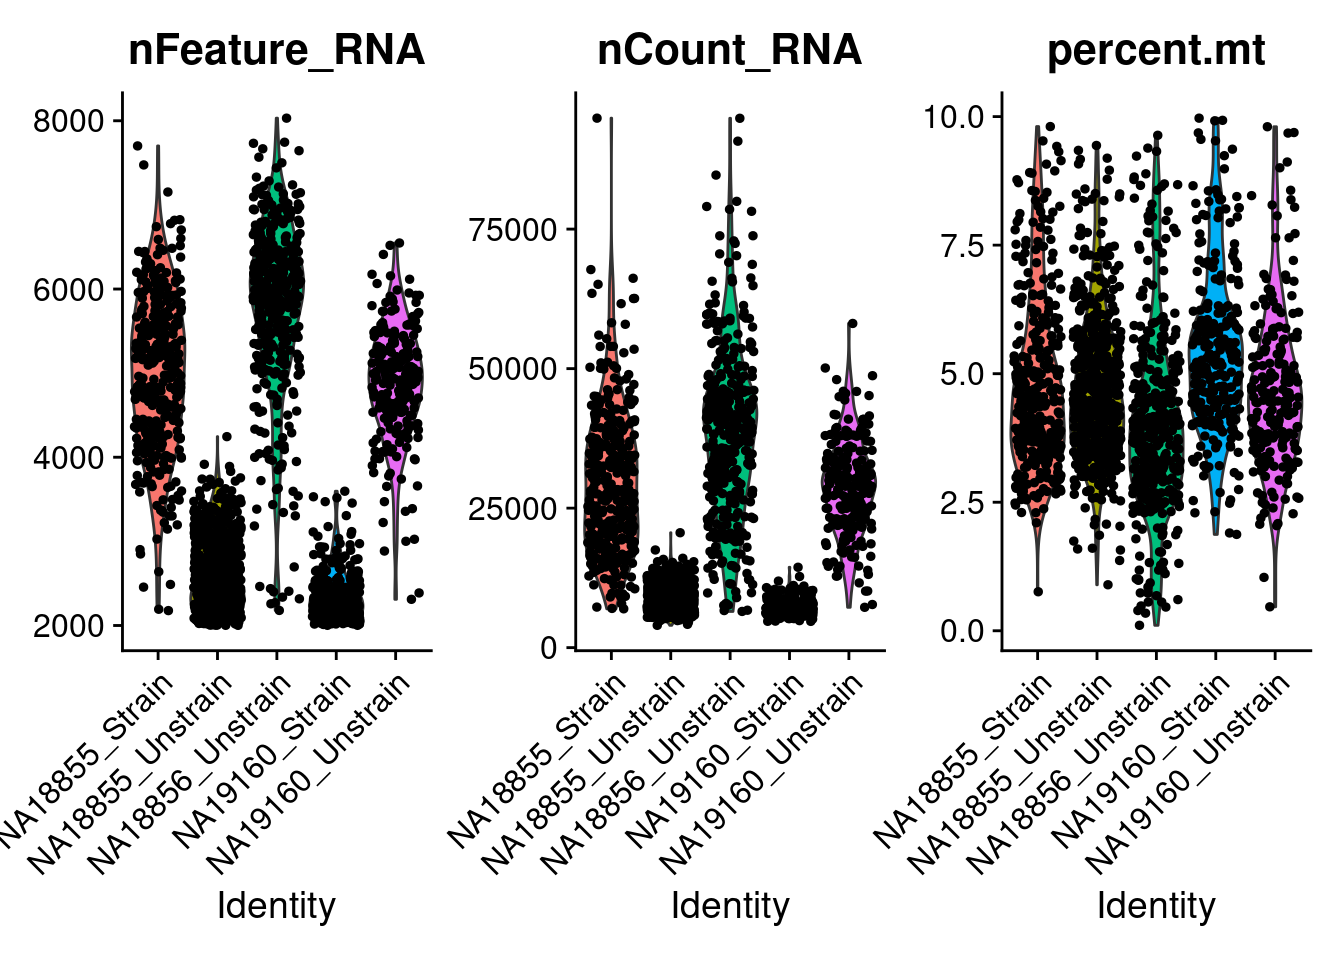 nFeature_RNA
8000
6000
4000
2000
NA18855_Strain
NA18855_Unstrain
NA18856_Unstrain
NA19160_Strain
NA19160_Unstrain
Identity
nCount_RNA
75000
50000
25000
0
NA18855_Strain
NA18855_Unstrain
NA18856_Unstrain
NA19160_Strain
NA19160_Unstrain
Identity
percent.mt
10.0
7.5
5.0
2.5
0.0
NA18855_Strain
NA18855_Unstrain
NA18856_Unstrain
NA19160_Strain
NA19160_Unstrain
Identity